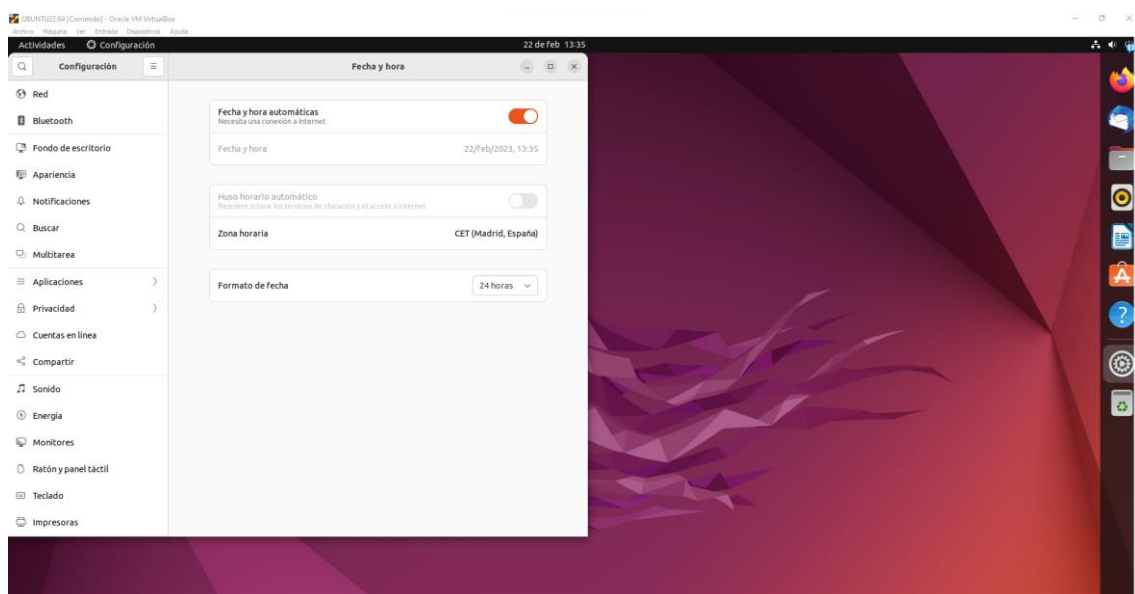 UBUNTU22.64 [Corriendo] - Oracle VM VirtualBox
Archivo Máquina Ver Entrada Dispositivos Ayuda
Actividades Configuración 22 de feb 13:35
Configuración Fecha y hora
Red
Bluetooth
Fondo de escritorio
Apariencia
Notificaciones
Buscar
Multitarea
Aplicaciones
Privacidad
Cuentas en línea
Compartir
Sonido
Energía
Monitores
Ratón y panel táctil
Teclado
Impresoras
Fecha y hora automáticas
Necesita una conexión a Internet
Fecha y hora 22/feb/2023, 13:35
Huso horario automático
Requiere activar los servicios de ubicación y el acceso a Internet
Zona horaria CET (Madrid, España)
Formato de fecha 24 horas